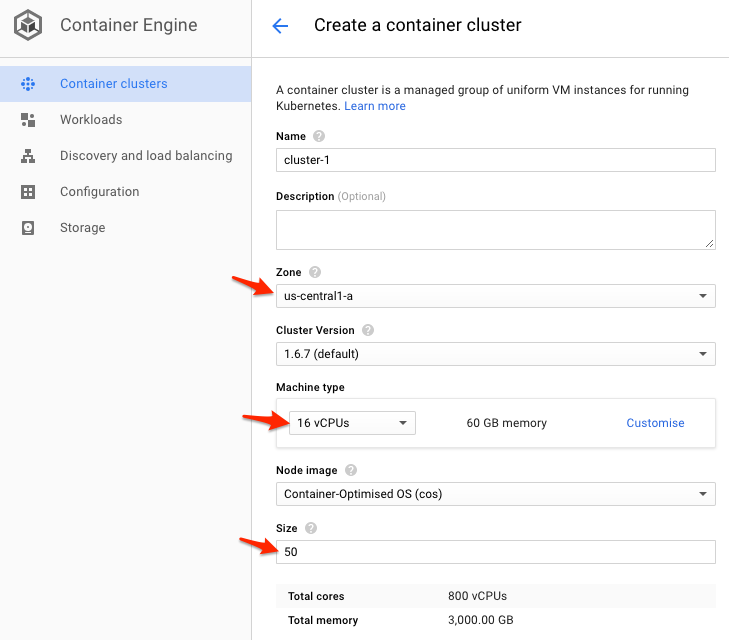 Container Engine
Container clusters
Workloads
Discovery and load balancing
Configuration
Storage
Create a container cluster
A container cluster is a managed group of uniform VM instances for running
Kubernetes. Learn more
Name ?
cluster-1
Description (Optional)
Zone ?
us-central1-a
Cluster Version ?
1.6.7 (default)
Machine type
16 vCPUs 60 GB memory Customise
Node image ?
Container-Optimised OS (cos)
Size ?
50
Total cores 800 vCPUs
Total memory 3,000.00 GB